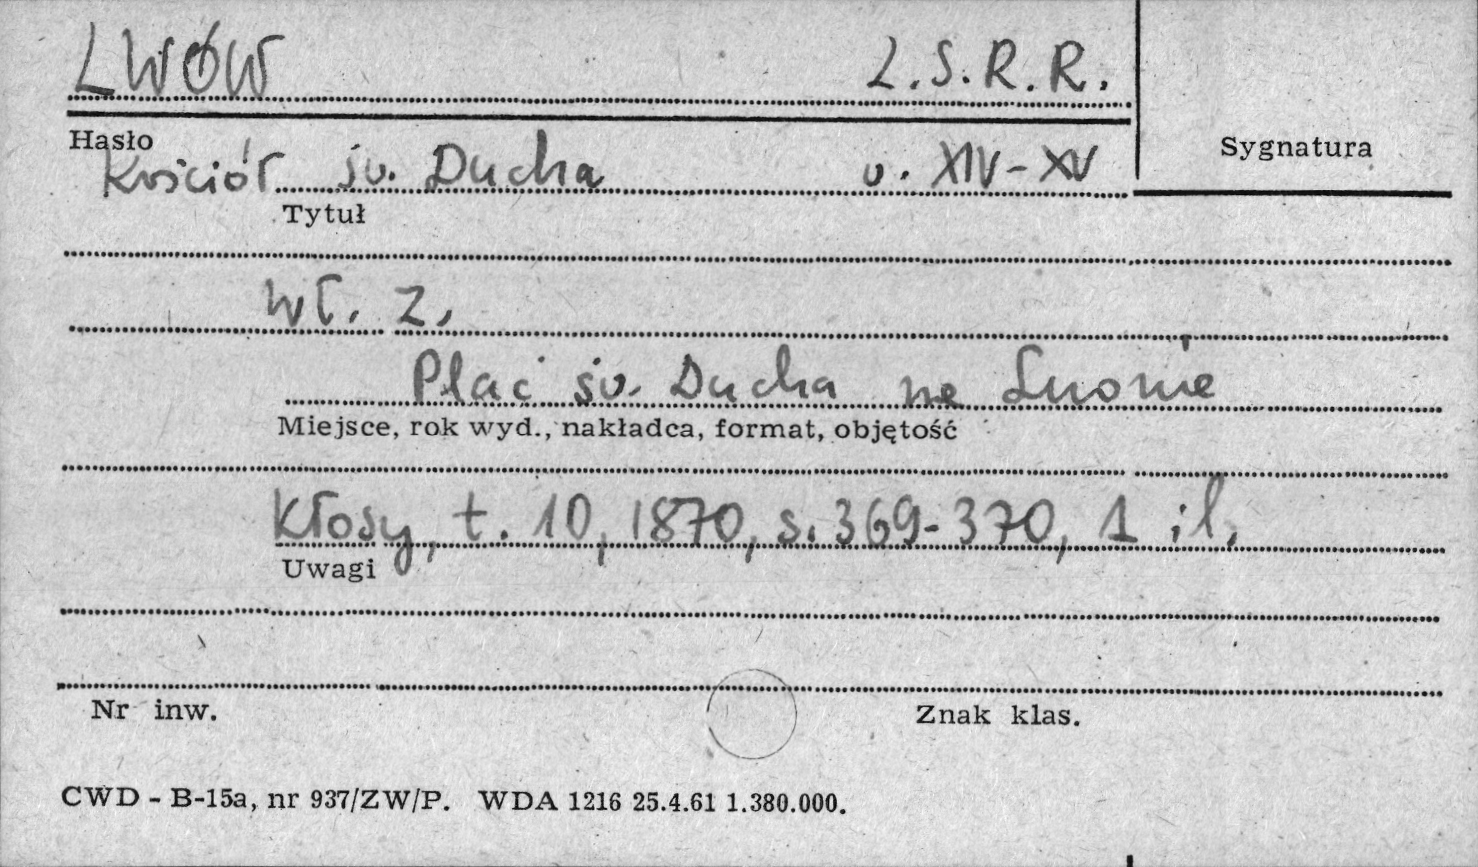 LWÓW Z.S.R.R.
Hasło
Sygnatura
Kościół św. Ducha w. XIV-XV
Tytuł
Wł. Z.
Plac św. Ducha we Lwowie
Miejsce, rok wyd., nakładca, format, objętość
Kłosy, t. 10, 1870, s. 369-370, 1 il.
Uwagi
Nr inw.
Znak klas.
CWD - B-15a, nr 937/ZW/P. WDA 1216 25.4.61 1.380.000.